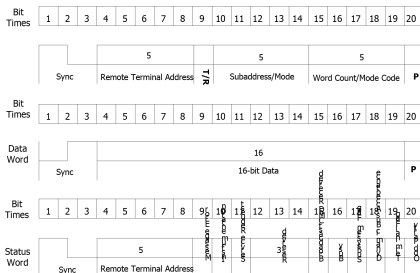 Bit Times 1 2 3 4 5 6 7 8 9 10 11 12 13 14 15 16 17 18 19 20
5 5 5
Sync Remote Terminal Address T/R Subaddress/Mode Word Count/Mode Code P
Bit Times 1 2 3 4 5 6 7 8 9 10 11 12 13 14 15 16 17 18 19 20
Data Word 16
Sync 16-bit Data P
Bit Times 1 2 3 4 5 6 7 8 9 10 11 12 13 14 15 16 17 18 19 20
Status Word 5 3
Sync Remote Terminal Address